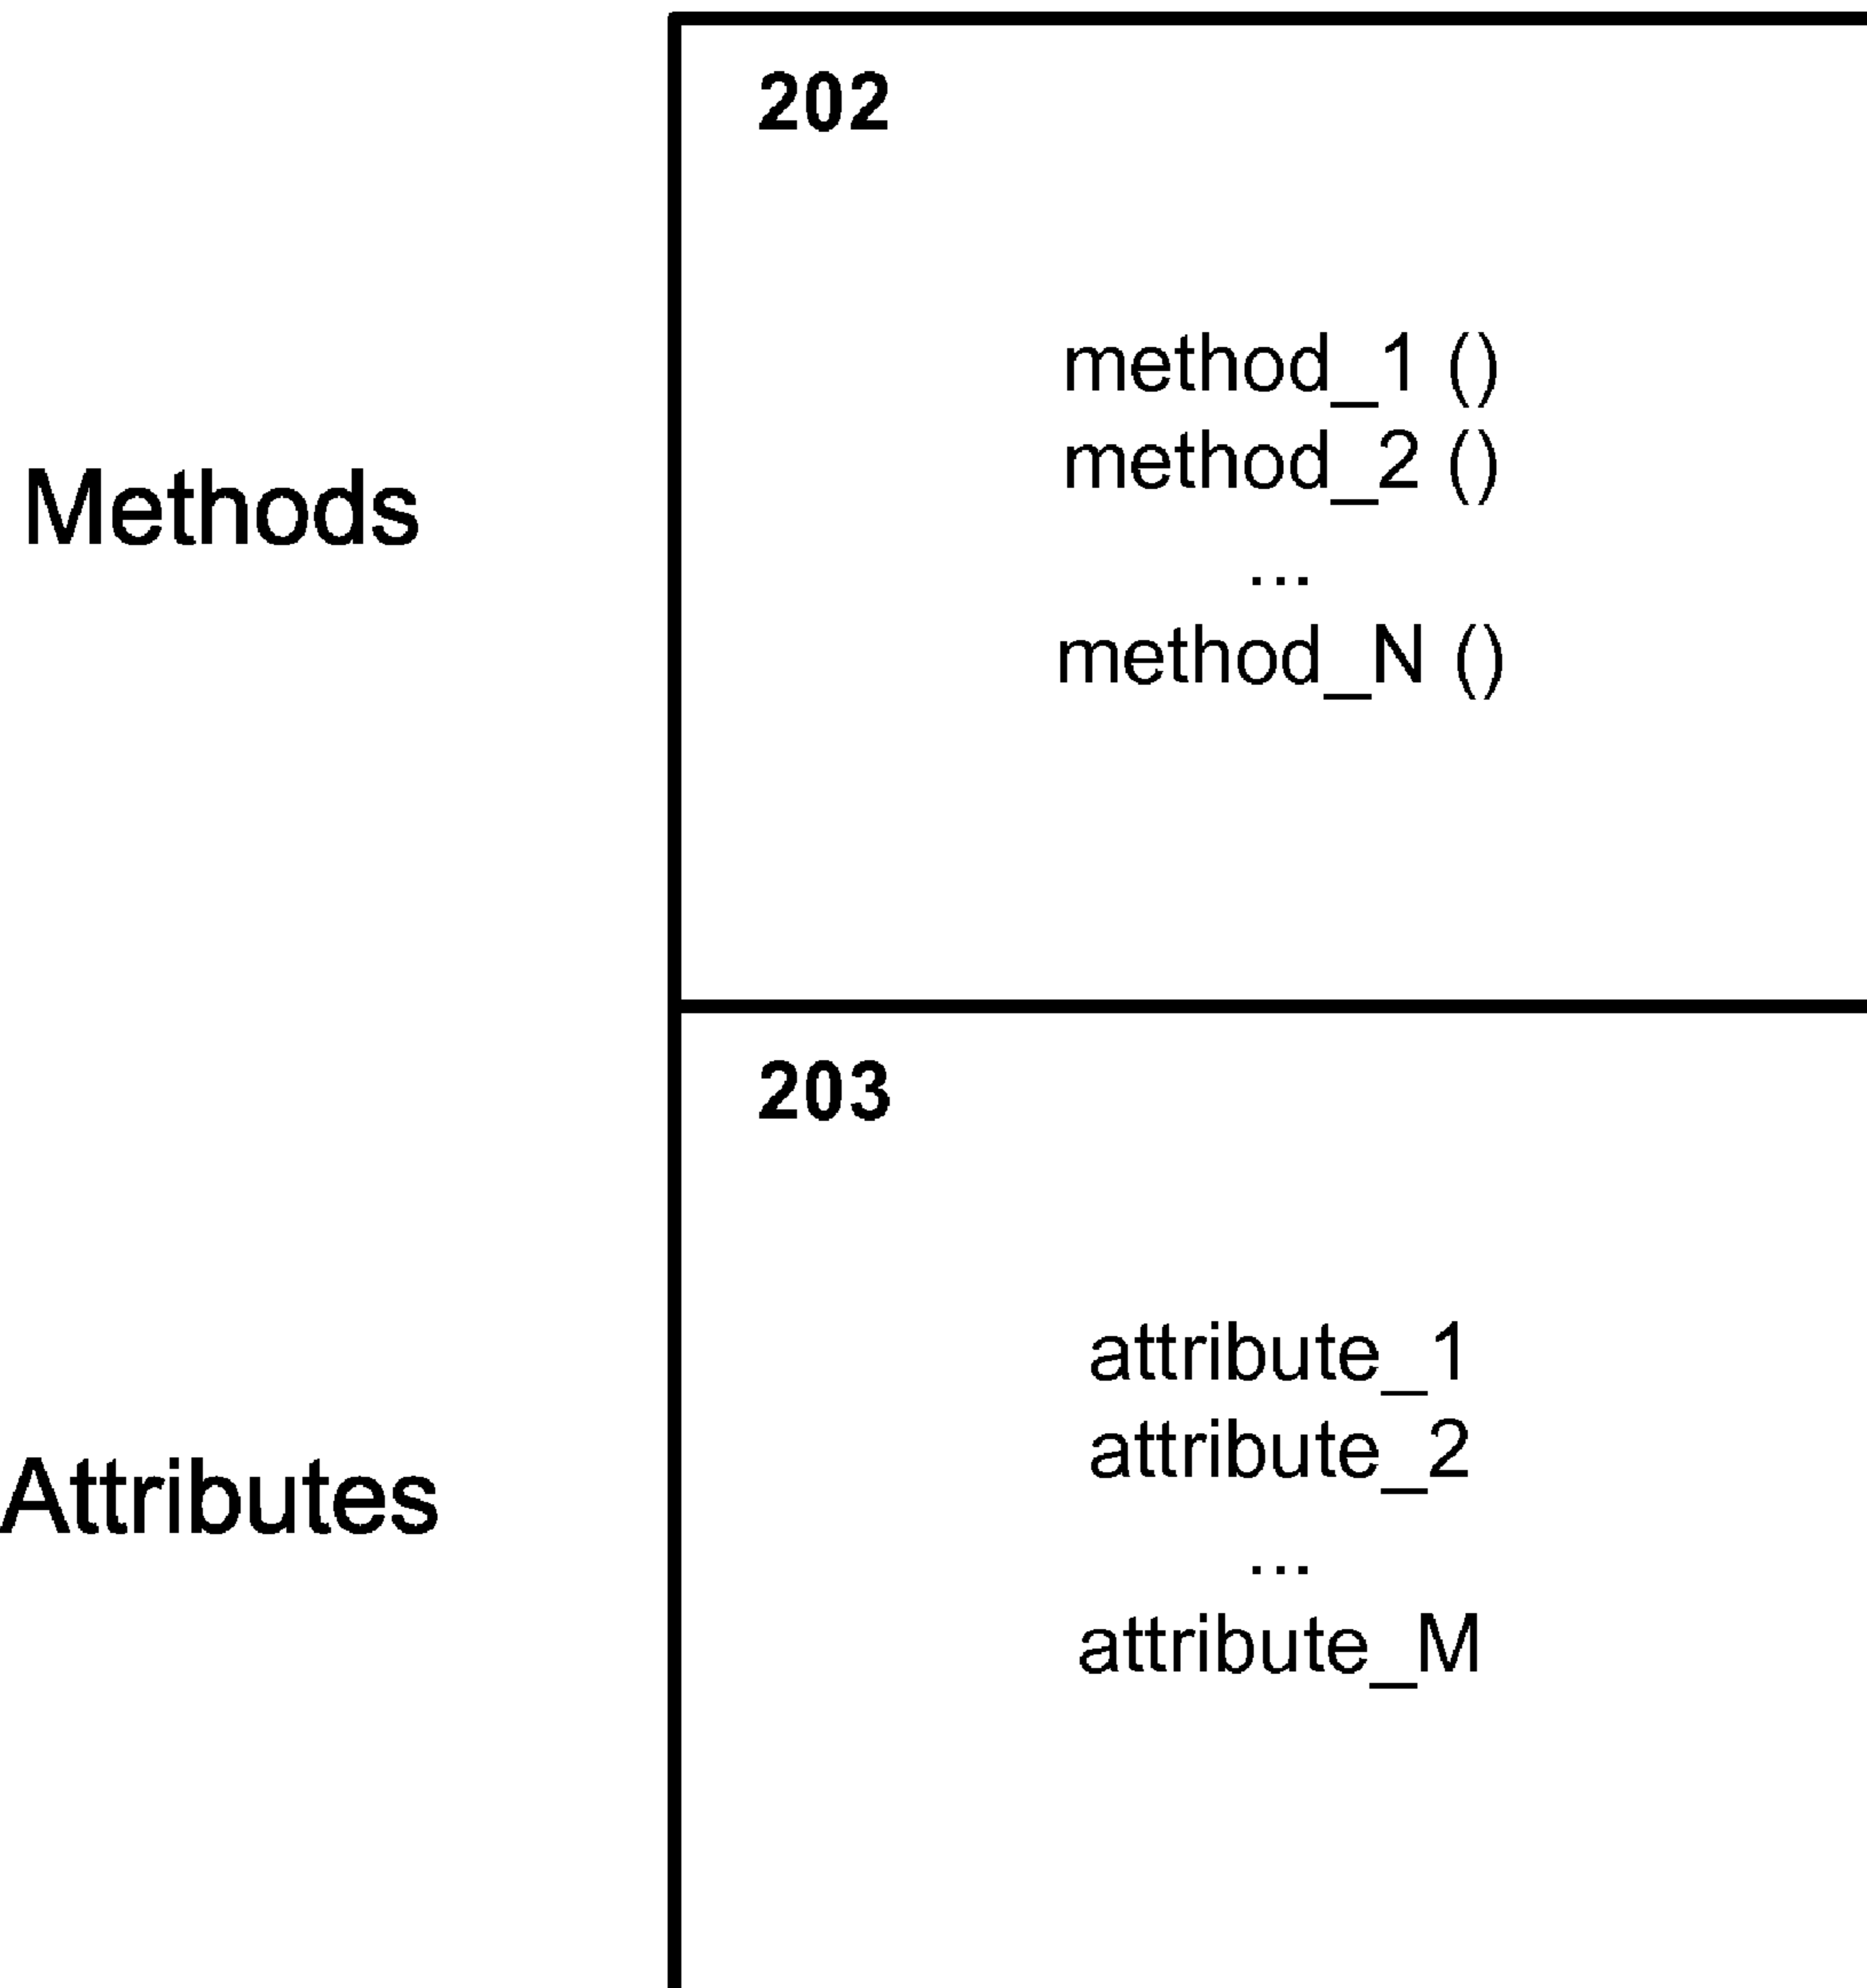 202
method_1 ()
method_2 ()
...
method_N ()
Methods
203
attribute_1
attribute_2
...
attribute_M
Attributes